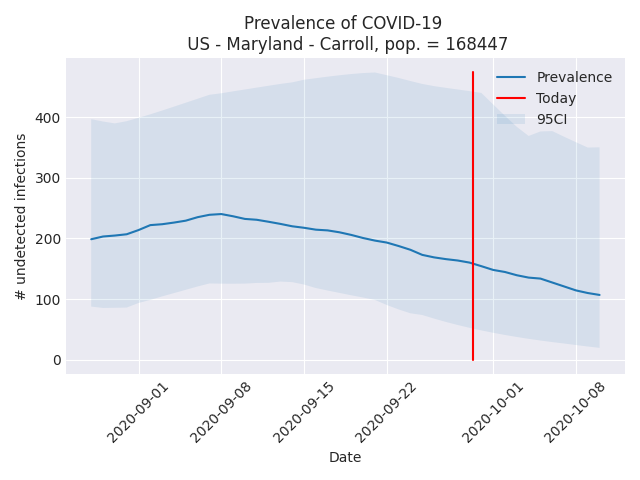 Prevalence of COVID-19
US - Maryland - Carroll, pop. = 168447
Prevalence
Today
95CI
# undetected infections
400
300
200
100
0
2020-09-01
2020-09-08
2020-09-15
2020-09-22
2020-10-01
2020-10-08
Date